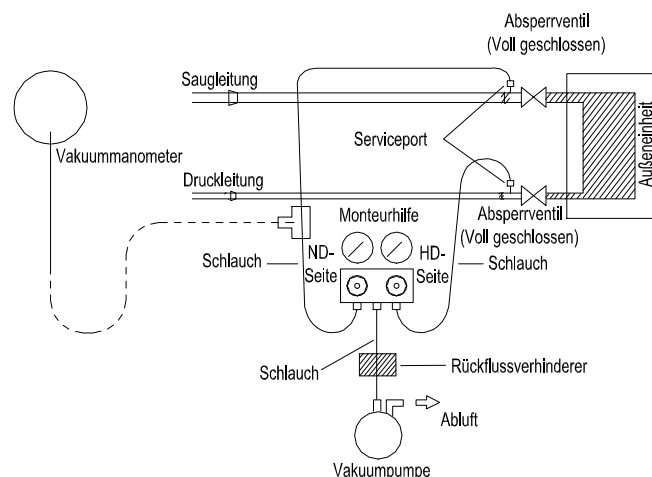 Absperrventil
(Voll geschlossen)
Saugleitung
Vakuummanometer
Serviceport
Außeneinheit
Druckleitung
Monteurhilfe
Absperrventil
(Voll geschlossen)
Schlauch
ND-
Seite
HD-
Seite
Schlauch
Schlauch
Rückflussverhinderer
Abluft
Vakuumpumpe